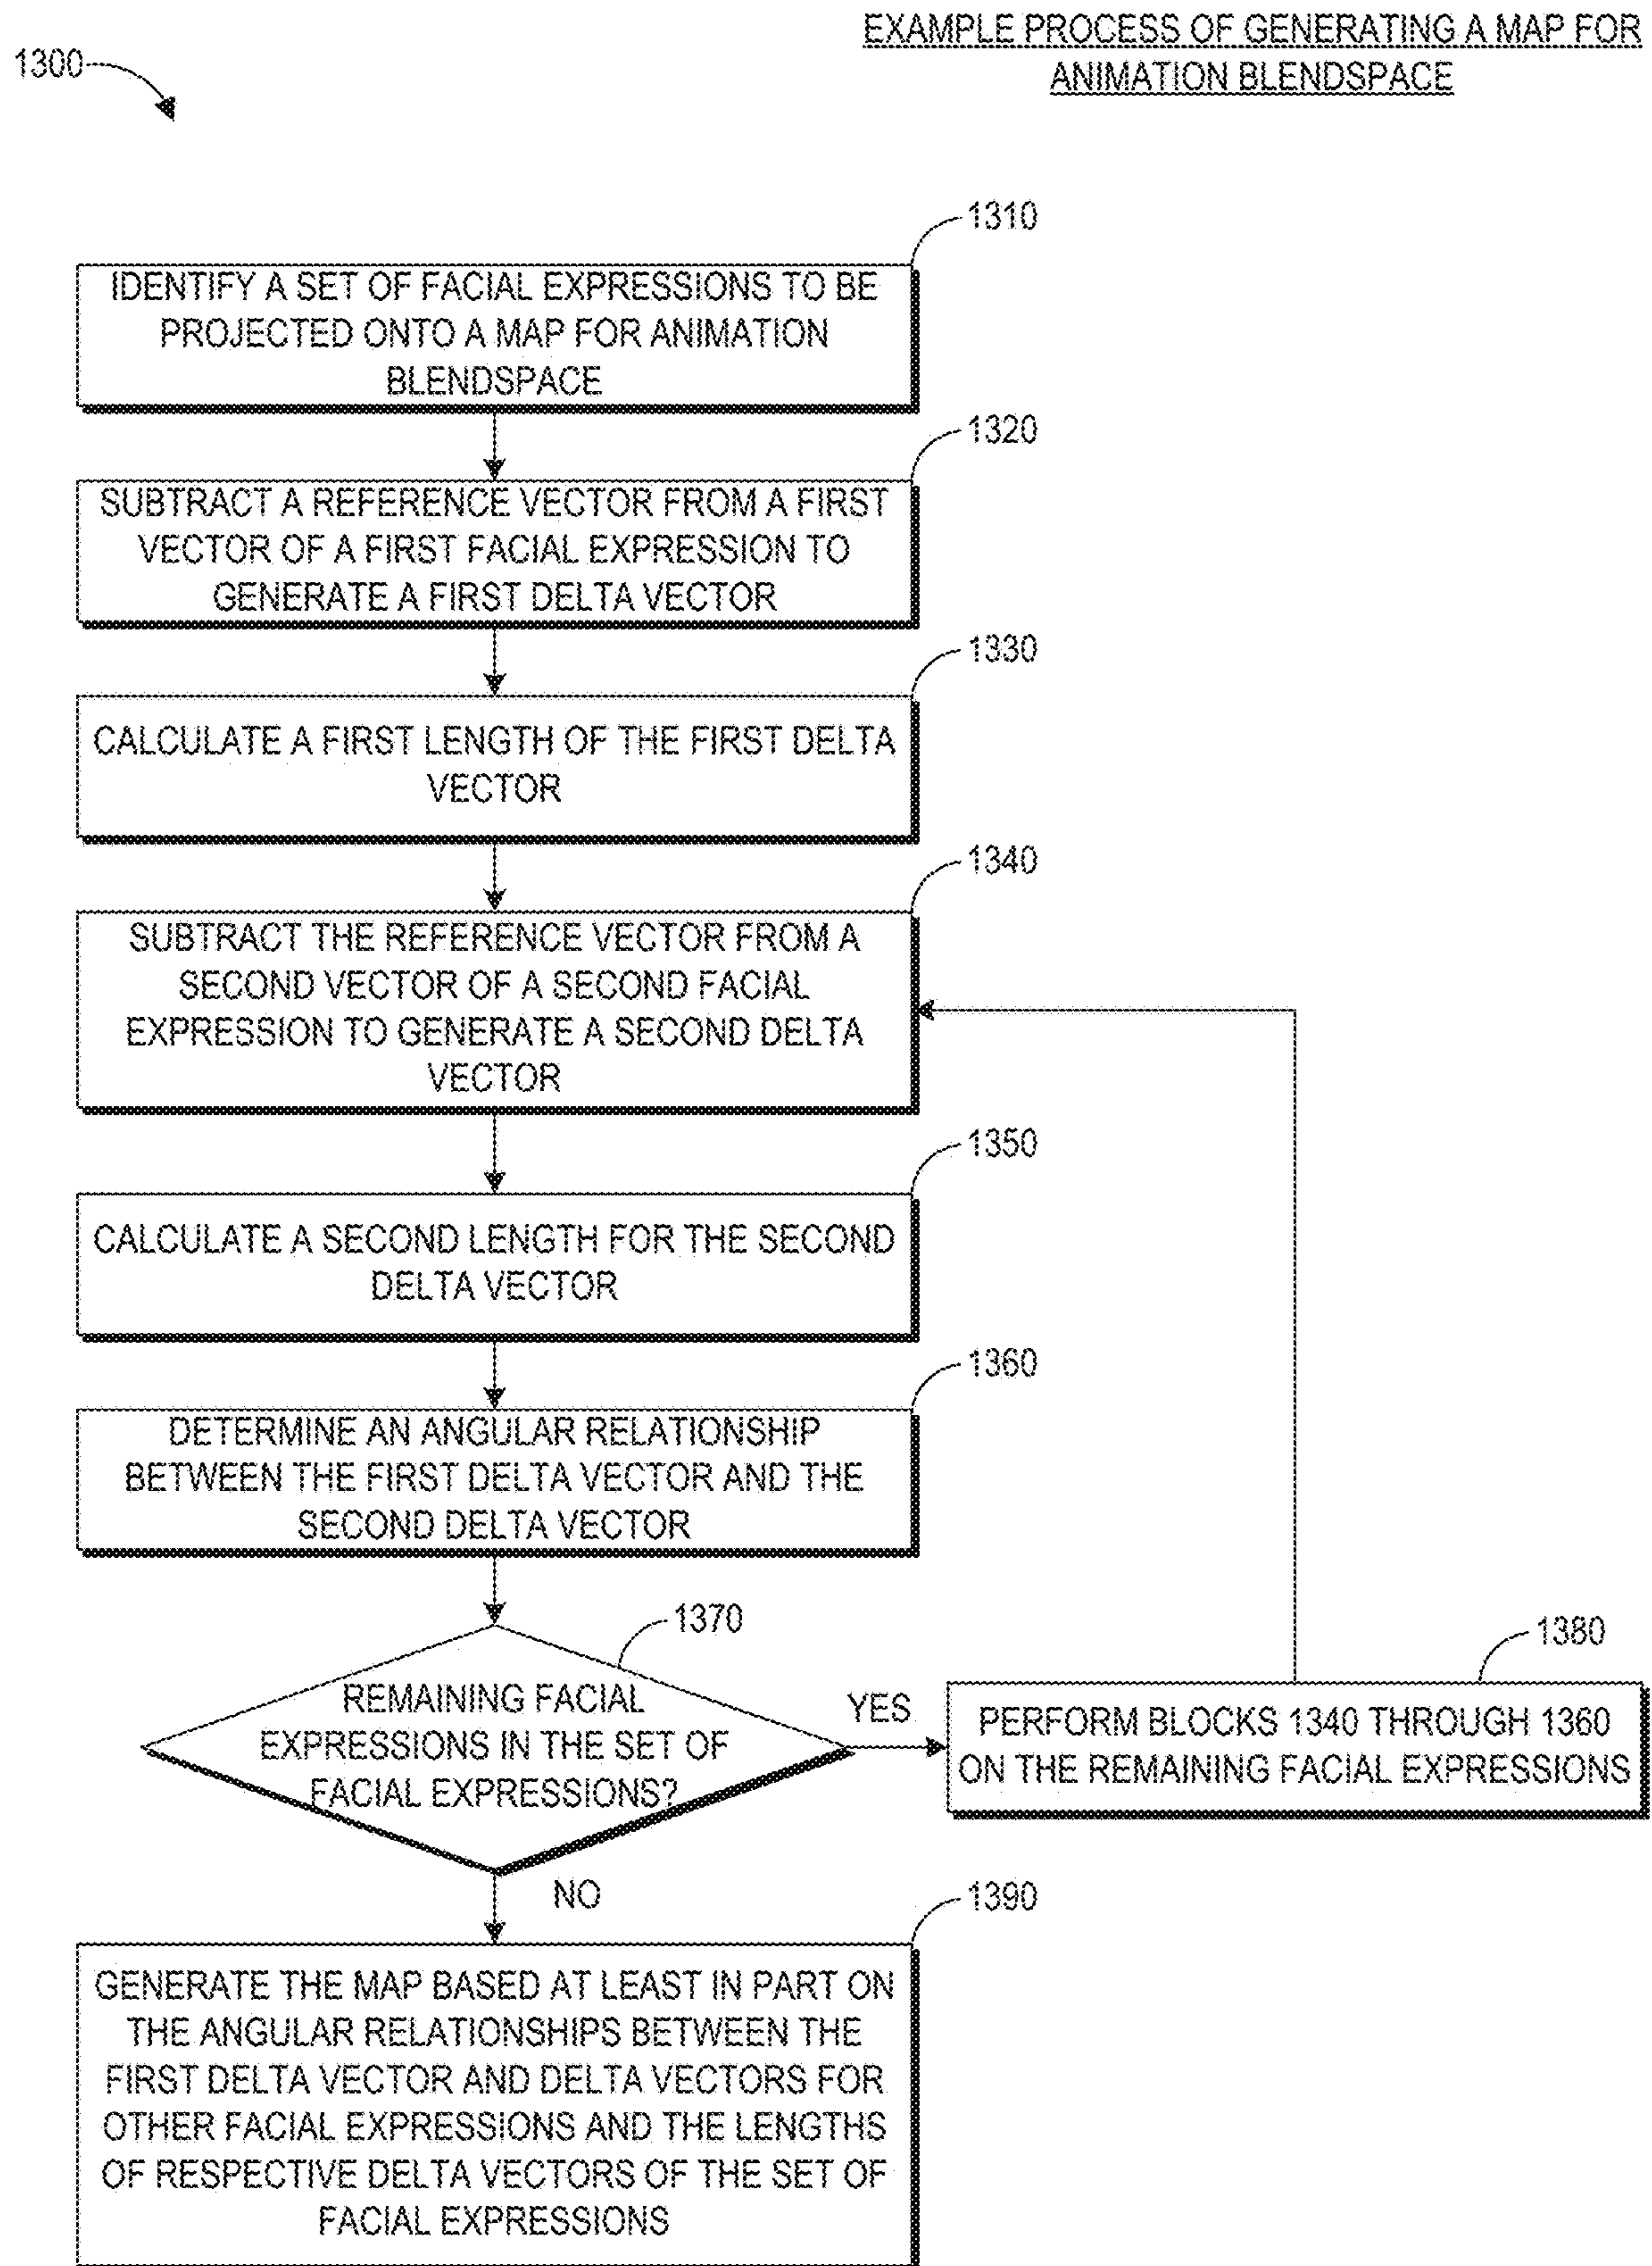 EXAMPLE PROCESS OF GENERATING A MAP FOR
ANIMATION BLENDSPACE
1300
1310
IDENTIFY A SET OF FACIAL EXPRESSIONS TO BE
PROJECTED ONTO A MAP FOR ANIMATION
BLENDSPACE
1320
SUBTRACT A REFERENCE VECTOR FROM A FIRST
VECTOR OF A FIRST FACIAL EXPRESSION TO
GENERATE A FIRST DELTA VECTOR
1330
CALCULATE A FIRST LENGTH OF THE FIRST DELTA
VECTOR
1340
SUBTRACT THE REFERENCE VECTOR FROM A
SECOND VECTOR OF A SECOND FACIAL
EXPRESSION TO GENERATE A SECOND DELTA
VECTOR
1350
CALCULATE A SECOND LENGTH FOR THE SECOND
DELTA VECTOR
1360
DETERMINE AN ANGULAR RELATIONSHIP
BETWEEN THE FIRST DELTA VECTOR AND THE
SECOND DELTA VECTOR
1370
REMAINING FACIAL
EXPRESSIONS IN THE SET OF
FACIAL EXPRESSIONS?
YES
1380
PERFORM BLOCKS 1340 THROUGH 1360
ON THE REMAINING FACIAL EXPRESSIONS
NO
1390
GENERATE THE MAP BASED AT LEAST IN PART ON
THE ANGULAR RELATIONSHIPS BETWEEN THE
FIRST DELTA VECTOR AND DELTA VECTORS FOR
OTHER FACIAL EXPRESSIONS AND THE LENGTHS
OF RESPECTIVE DELTA VECTORS OF THE SET OF
FACIAL EXPRESSIONS